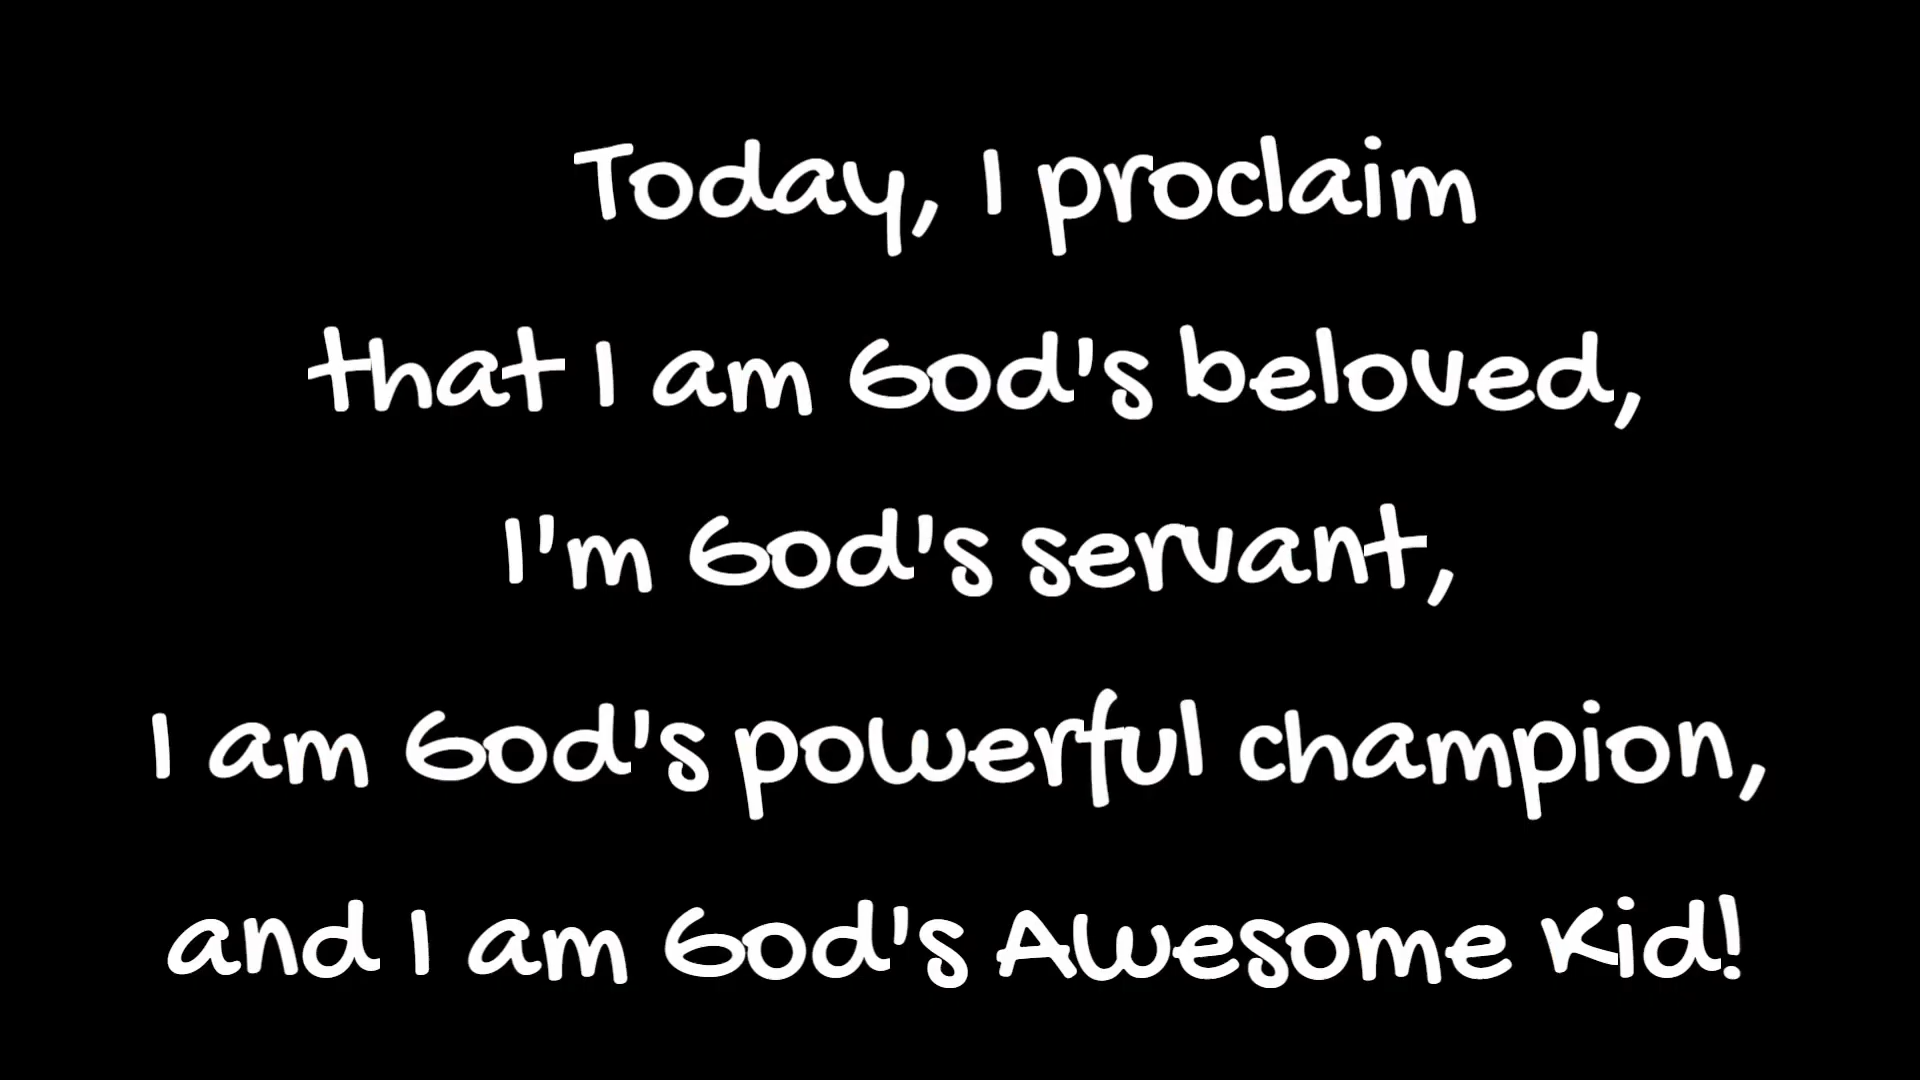 Today, I proclaim
that I am God's beloved,
I'm God's servant,
I am God's powerful champion,
and I am God's Awesome Kid!